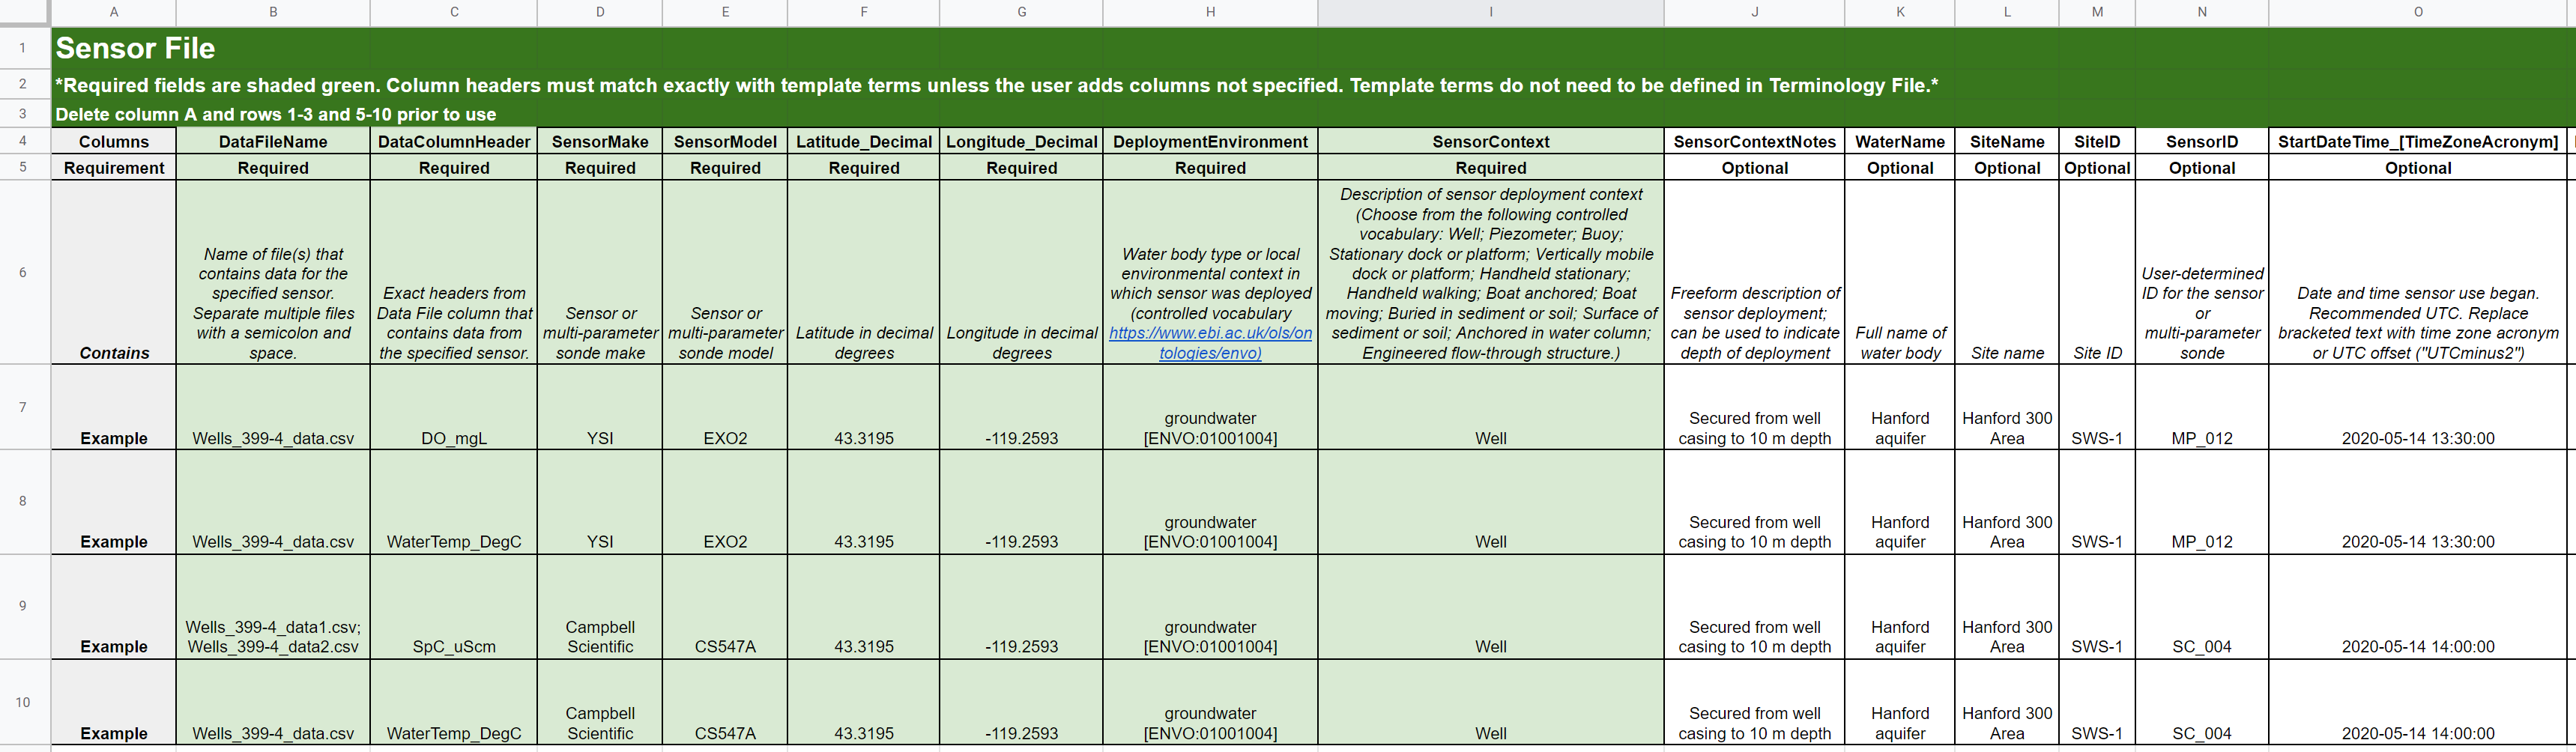 A B C D E F G H I J K L M N O
1 Sensor File
2 *Required fields are shaded green. Column headers must match exactly with template terms unless the user adds columns not specified. Template terms do not need to be defined in Terminology File.*
3 Delete column A and rows 1-3 and 5-10 prior to use
4 Columns DataFileName DataColumnHeader SensorMake SensorModel Latitude_Decimal Longitude_Decimal DeploymentEnvironment SensorContext SensorContextNotes WaterName SiteName SiteID SensorID StartDateTime_[TimeZoneAcronym]
5 Requirement Required Required Required Required Required Required Required Required Optional Optional Optional Optional Optional Optional
6
Contains
Name of file(s) that
contains data for the
specified sensor.
Separate multiple files
with a semicolon and
space.
Exact headers from
Data File column that
contains data from
the specified sensor.
Sensor or
multi-parameter
sonde make
Sensor or
multi-parameter
sonde model
Latitude in decimal
degrees
Longitude in decimal
degrees
Water body type or local
environmental context in
which sensor was deployed
(controlled vocabulary
https://www.ebi.ac.uk/ols/on
tologies/envo)
Description of sensor deployment context
(Choose from the following controlled
vocabulary: Well; Piezometer; Buoy;
Stationary dock or platform; Vertically mobile
dock or platform; Handheld stationary;
Handheld walking; Boat anchored; Boat
moving; Buried in sediment or soil; Surface of
sediment or soil; Anchored in water column;
Engineered flow-through structure.)
Freeform description of
sensor deployment;
can be used to indicate
depth of deployment
Full name of
water body
Site name
Site ID
User-determined
ID for the sensor
or
multi-parameter
sonde
Date and time sensor use began.
Recommended UTC. Replace
bracketed text with time zone acronym
or UTC offset ("UTCminus2")
7
Example
Wells_399-4_data.csv
DO_mgL
YSI
EXO2
43.3195
-119.2593
groundwater
[ENVO:01001004]
Well
Secured from well
casing to 10 m depth
Hanford
aquifer
Hanford 300
Area
SWS-1
MP_012
2020-05-14 13:30:00
8
Example
Wells_399-4_data.csv
WaterTemp_DegC
YSI
EXO2
43.3195
-119.2593
groundwater
[ENVO:01001004]
Well
Secured from well
casing to 10 m depth
Hanford
aquifer
Hanford 300
Area
SWS-1
MP_012
2020-05-14 13:30:00
9
Example
Wells_399-4_data1.csv;
Wells_399-4_data2.csv
SpC_uScm
Campbell
Scientific
CS547A
43.3195
-119.2593
groundwater
[ENVO:01001004]
Well
Secured from well
casing to 10 m depth
Hanford
aquifer
Hanford 300
Area
SWS-1
SC_004
2020-05-14 14:00:00
10
Example
Wells_399-4_data.csv
WaterTemp_DegC
Campbell
Scientific
CS547A
43.3195
-119.2593
groundwater
[ENVO:01001004]
Well
Secured from well
casing to 10 m depth
Hanford
aquifer
Hanford 300
Area
SWS-1
SC_004
2020-05-14 14:00:00